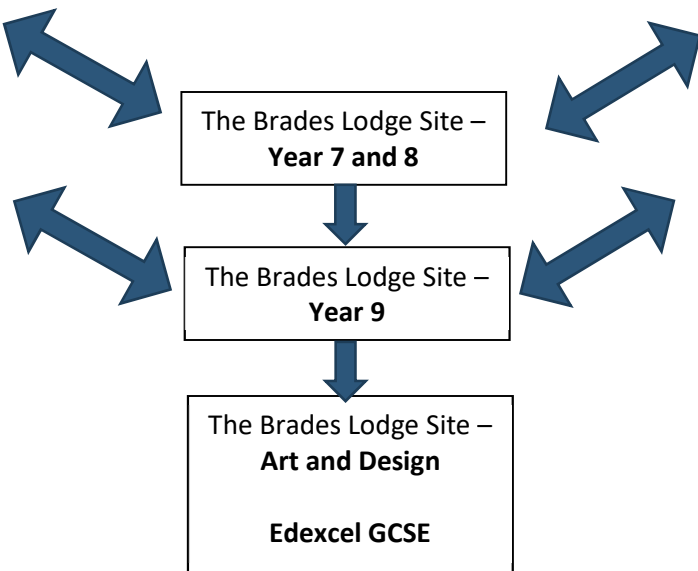 The Brades Lodge Site –
Year 7 and 8
The Brades Lodge Site –
Year 9
The Brades Lodge Site –
Art and Design
Edexcel GCSE